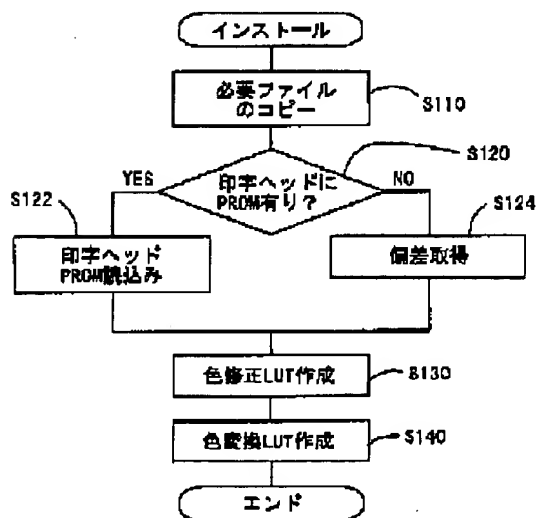 インストール
必要ファイル
のコピー
S110
印字ヘッドに
PROM有り?
S120
YES
NO
S122
印字ヘッド
PROM読込み
S124
偏差取得
色修正LUT作成
S130
色変換LUT作成
S140
エンド